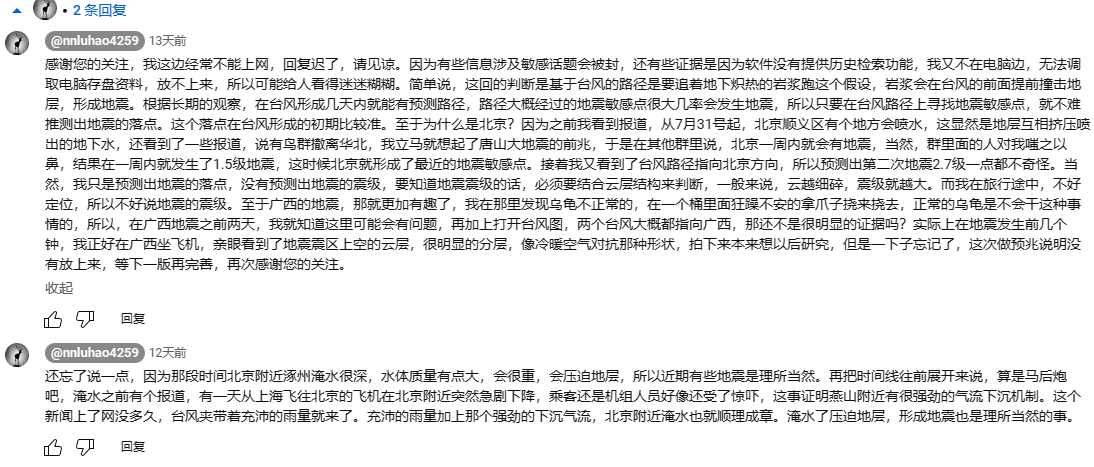 2 条回复
@nnluhao4259 13天前
感谢您的关注，我这边经常不能上网，回复迟了，请见谅。因为有些信息涉及敏感话题会被封，还有些证据是因为软件没有提供历史检索功能，我又不在电脑边，无法调
取电脑存盘资料，放不上来，所以可能给人看得迷迷糊糊。简单说，这回的判断是基于台风的路径是要追着地下炽热的岩浆跑这个假设，岩浆会在台风的前面提前撞击地
层，形成地震。根据长期的观察，在台风形成几天内就能有预测路径，路径大概经过的地震敏感点很大几率会发生地震，所以只要在台风路径上寻找地震敏感点，就不难
推测出地震的落点。这个落点在台风形成的初期比较准。至于为什么是北京？因为之前我看到报道，从7月31号起，北京顺义区有个地方会喷水，这显然是地层互相挤压喷
出的地下水，还看到了一些报道，说有鸟群撤离华北，我立马就想起了唐山大地震的前兆，于是在其他群里说，北京一周内就会有地震，当然，群里面的人对我嗤之以
鼻，结果在一周内就发生了1.5级地震，这时候北京就形成了最近的地震敏感点。接着我又看到了台风路径指向北京方向，所以预测出第二次地震2.7级一点都不奇怪。当
然，我只是预测出地震的落点，没有预测出地震的震级，要知道地震震级的话，必须要结合云层结构来判断，一般来说，云越细碎，震级就越大。而我在旅行途中，不好
定位，所以不好说地震的震级。至于广西的地震，那就更加有趣了，我在那里发现乌龟不正常的，在一个桶里面狂躁不安的拿爪子挠来挠去，正常的乌龟是不会干这种事
情的，所以，在广西地震之前两天，我就知道这里可能会有问题，再加上打开台风图，两个台风大概都指向广西，那还不是很明显的证据吗？实际上在地震发生前几个
钟，我正好在广西坐飞机，亲眼看到了地震震区上空的云层，很明显的分层，像冷暖空气对抗那种形状，拍下来本来想以后研究，但是一下子忘记了，这次做预兆说明没
有放上来，等下一版再完善，再次感谢您的关注。
收起
回复
@nnluhao4259 12天前
还忘了说一点，因为那段时间北京附近涿州淹水很深，水体质量有点大，会很重，会压迫地层，所以近期有些地震是理所当然。再把时间线往前展开来说，算是马后炮
吧，淹水之前有个报道，有一天从上海飞往北京的飞机在北京附近突然急剧下降，乘客还是机组人员好像还受了惊吓，这事证明燕山附近有很强劲的气流下沉机制。这个
新闻上了网没多久，台风夹带着充沛的雨量就来了。充沛的雨量加上那个强劲的下沉气流，北京附近淹水也就顺理成章。淹水了压迫地层，形成地震也是理所当然的事。
回复